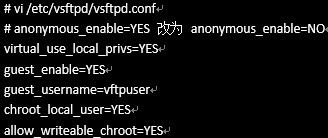 # vi /etc/vsftpd/vsftpd.conf
# anonymous_enable=YES 改为 anonymous_enable=NO
virtual_use_local_privs=YES
guest_enable=YES
guest_username=vftpuser
chroot_local_user=YES
allow_writeable_chroot=YES